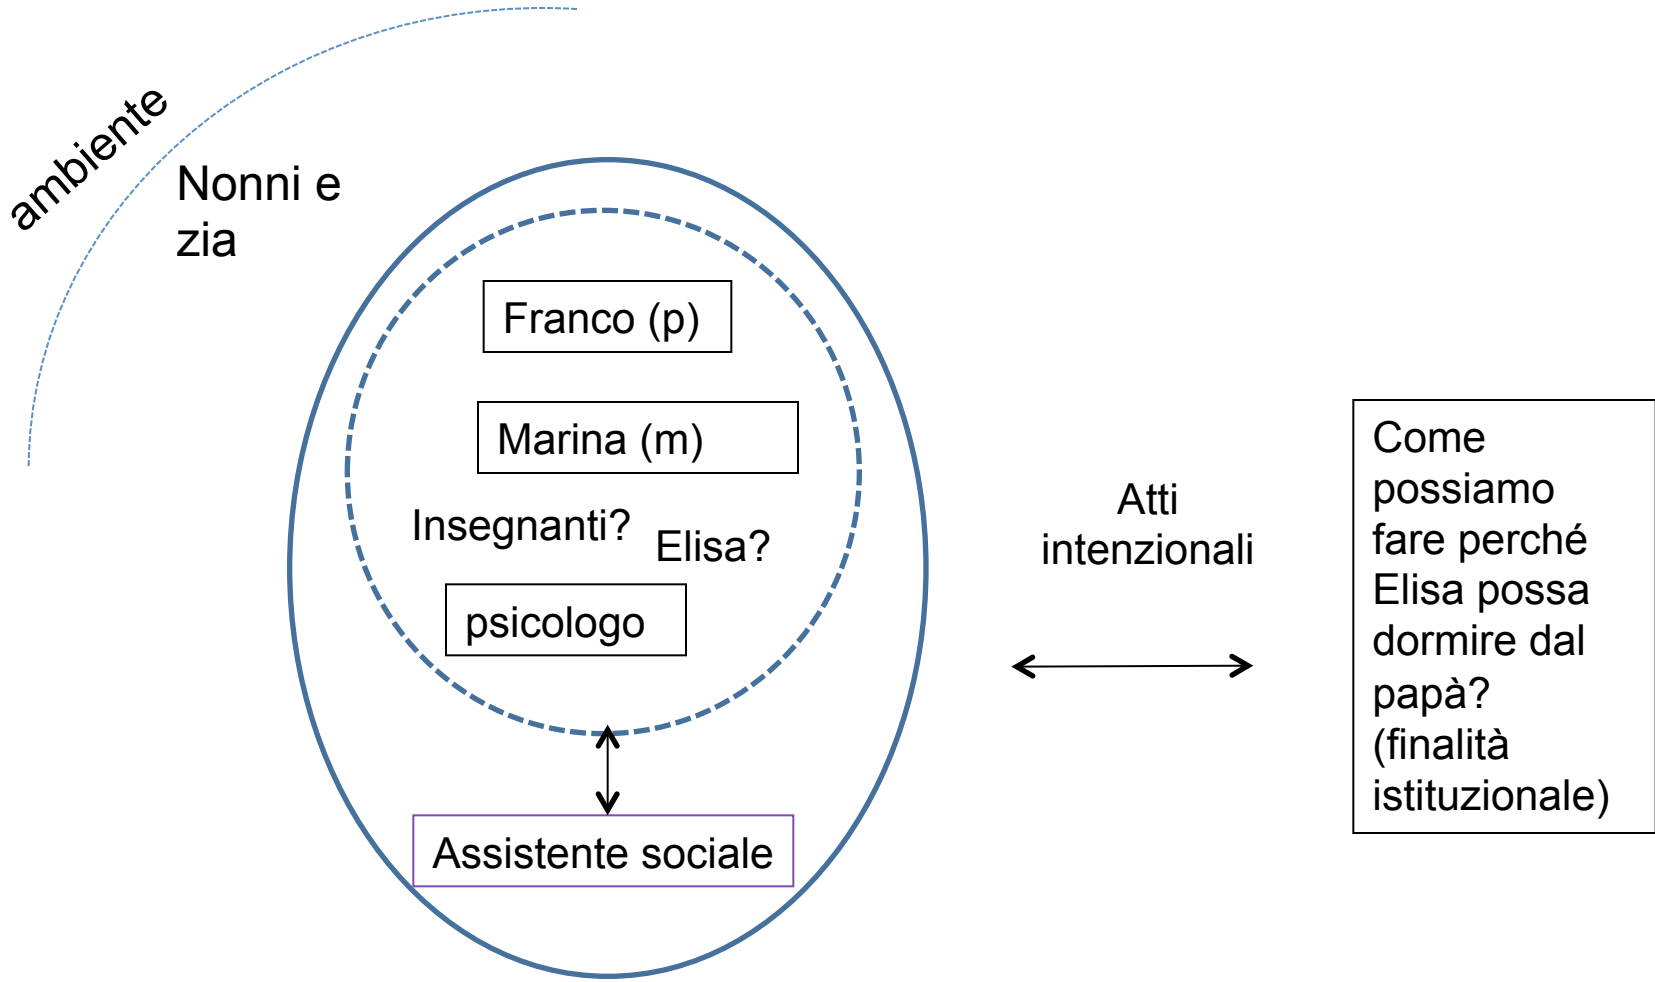 ambiente
Nonni e
zia
Franco (p)
Marina (m)
Insegnanti?
Elisa?
psicologo
Assistente sociale
Atti
intenzionali
Come
possiamo
fare perché
Elisa possa
dormire dal
papà?
(finalità
istituzionale)